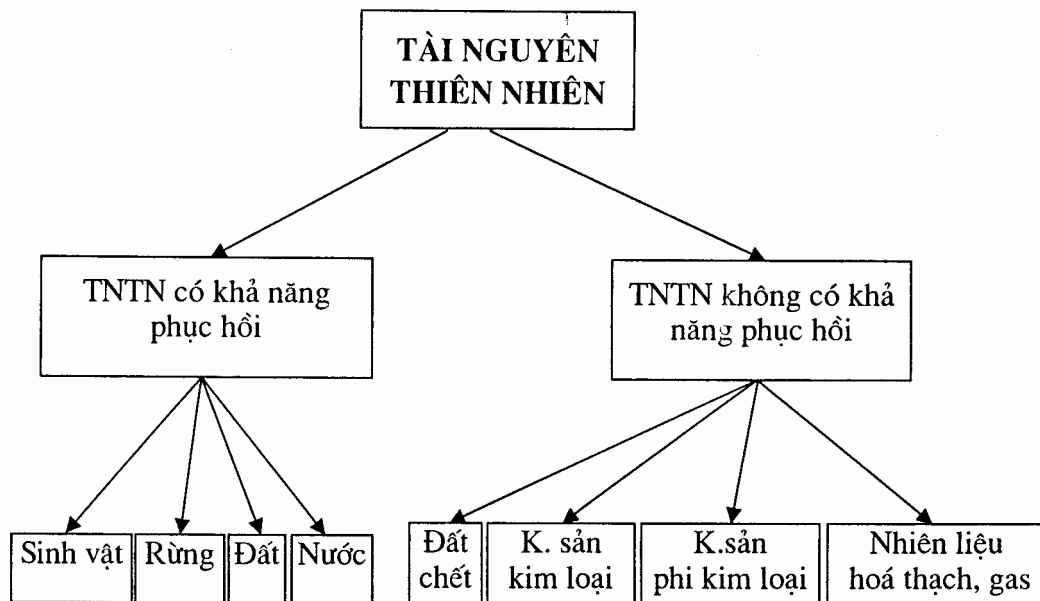 TÀI NGUYÊN
THIÊN NHIÊN
TNTN có khả năng
phục hồi
TNTN không có khả
năng phục hồi
Sinh vật
Rừng
Đất
Nước
Đất
chết
K. sản
kim loại
K.sản
phi kim loại
Nhiên liệu
hoá thạch, gas